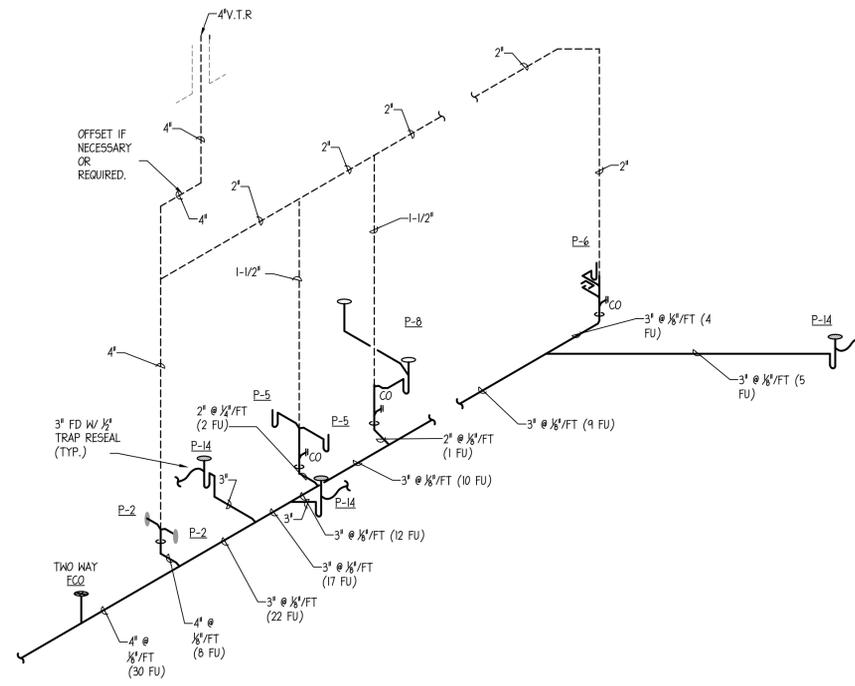 4"V.T.R
2"
4"
2"
OFFSET IF
NECESSARY
OR
REQUIRED.
2"
2"
2"
4"
1-1/2"
P-6
1-1/2"
CO
3" @ ⅛"/FT (4
FU)
P-8
P-14
4"
3" @ ⅛"/FT (5
FU)
CO
P-5
2" @ ¼"/FT
(2 FU)
P-5
3" @ ⅛"/FT (9 FU)
3" FD W/ ½"
TRAP RESEAL
(TYP.)
P-14
2" @ ⅛"/FT
(1 FU)
CO
3"
3" @ ⅛"/FT (10 FU)
P-14
P-2
P-2
3"
3" @ ⅛"/FT (12 FU)
TWO WAY
FCO
3" @ ⅛"/FT
(17 FU)
3" @ ⅛"/FT
(22 FU)
4" @
⅛"/FT
(8 FU)
4" @
⅛"/FT
(30 FU)